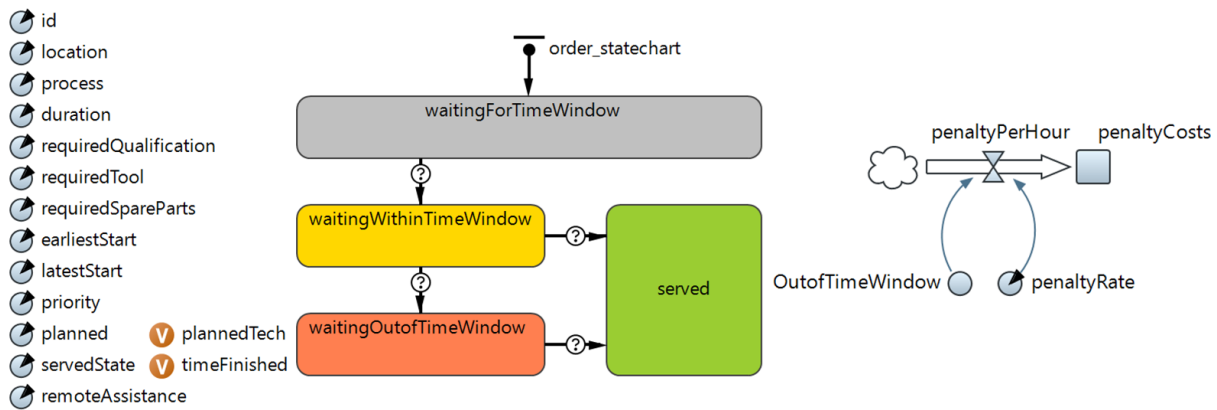 id
location
process
duration
requiredQualification
requiredTool
requiredSpareParts
earliestStart
latestStart
priority
planned
V plannedTech
servedState
V timeFinished
remoteAssistance
order_statechart
waitingForTimeWindow
?
waitingWithinTimeWindow
?
?
waitingOutofTimeWindow
?
served
penaltyPerHour
penaltyCosts
OutofTimeWindow
penaltyRate